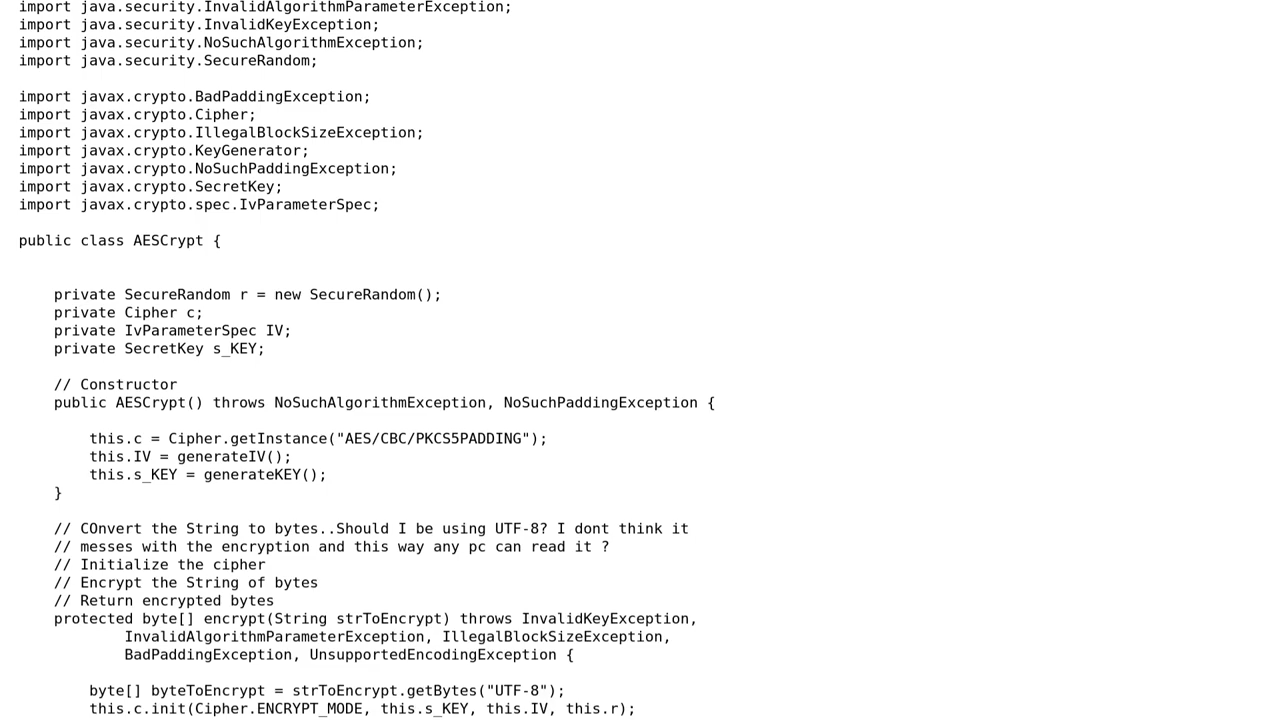 import java.security.InvalidAlgorithmParameterException;
import java.security.InvalidKeyException;
import java.security.NoSuchAlgorithmException;
import java.security.SecureRandom;

import javax.crypto.BadPaddingException;
import javax.crypto.Cipher;
import javax.crypto.IllegalBlockSizeException;
import javax.crypto.KeyGenerator;
import javax.crypto.NoSuchPaddingException;
import javax.crypto.SecretKey;
import javax.crypto.spec.IvParameterSpec;

public class AESCrypt {


    private SecureRandom r = new SecureRandom();
    private Cipher c;
    private IvParameterSpec IV;
    private SecretKey s_KEY;

    // Constructor
    public AESCrypt() throws NoSuchAlgorithmException, NoSuchPaddingException {

        this.c = Cipher.getInstance("AES/CBC/PKCS5PADDING");
        this.IV = generateIV();
        this.s_KEY = generateKEY();
    }

    // COnvert the String to bytes..Should I be using UTF-8? I dont think it
    // messes with the encryption and this way any pc can read it ?
    // Initialize the cipher
    // Encrypt the String of bytes
    // Return encrypted bytes
    protected byte[] encrypt(String strToEncrypt) throws InvalidKeyException,
            InvalidAlgorithmParameterException, IllegalBlockSizeException,
            BadPaddingException, UnsupportedEncodingException {

        byte[] byteToEncrypt = strToEncrypt.getBytes("UTF-8");
        this.c.init(Cipher.ENCRYPT_MODE, this.s_KEY, this.IV, this.r);